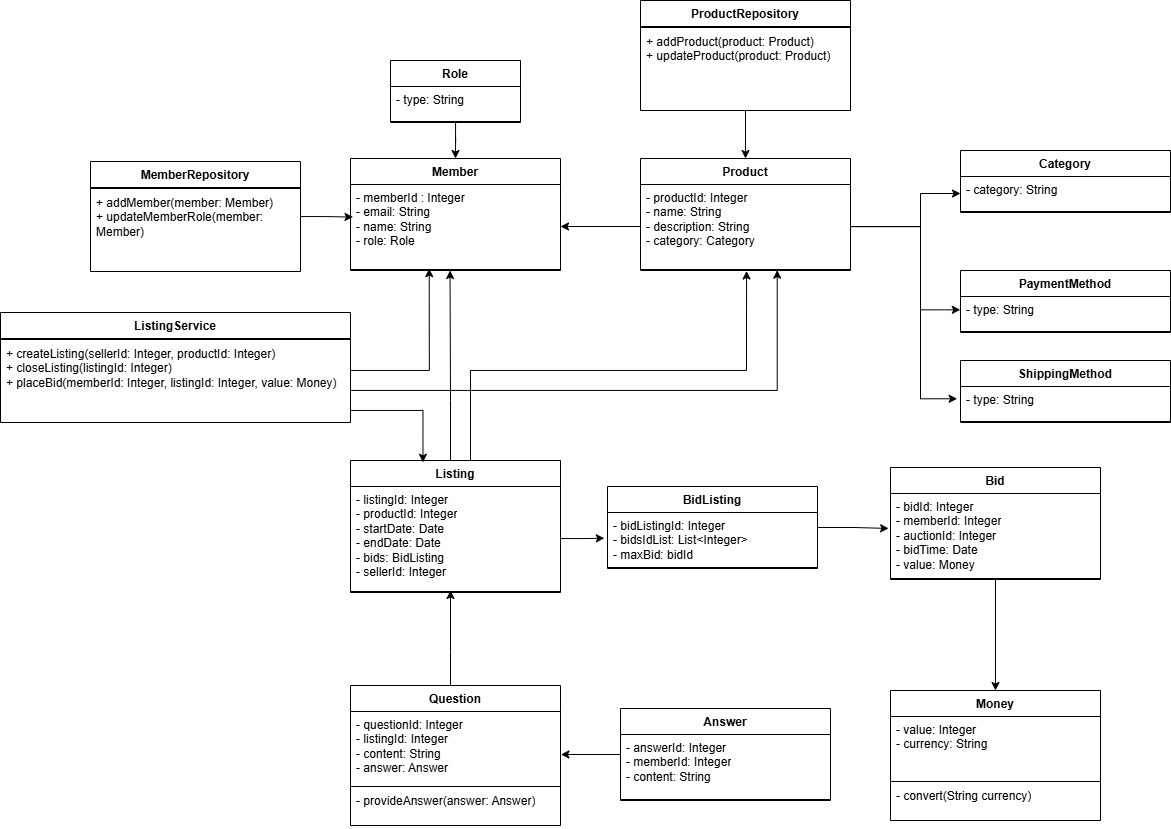 ProductRepository
+ addProduct(product: Product)
+ updateProduct(product: Product)
Role
- type: String
MemberRepository
+ addMember(member: Member)
+ updateMemberRole(member:
Member)
Member
- memberId : Integer
- email: String
- name: String
- role: Role
Product
- productId: Integer
- name: String
- description: String
- category: Category
Category
- category: String
PaymentMethod
- type: String
ShippingMethod
- type: String
ListingService
+ createListing(sellerId: Integer, productId: Integer)
+ closeListing(listingId: Integer)
+ placeBid(memberId: Integer, listingId: Integer, value: Money)
Listing
- listingId: Integer
- productId: Integer
- startDate: Date
- endDate: Date
- bids: BidListing
- sellerId: Integer
BidListing
- bidListingId: Integer
- bidsIdList: List<Integer>
- maxBid: bidId
Bid
- bidId: Integer
- memberId: Integer
- auctionId: Integer
- bidTime: Date
- value: Money
Question
- questionId: Integer
- listingId: Integer
- content: String
- answer: Answer
- provideAnswer(answer: Answer)
Answer
- answerId: Integer
- memberId: Integer
- content: String
Money
- value: Integer
- currency: String
- convert(String currency)